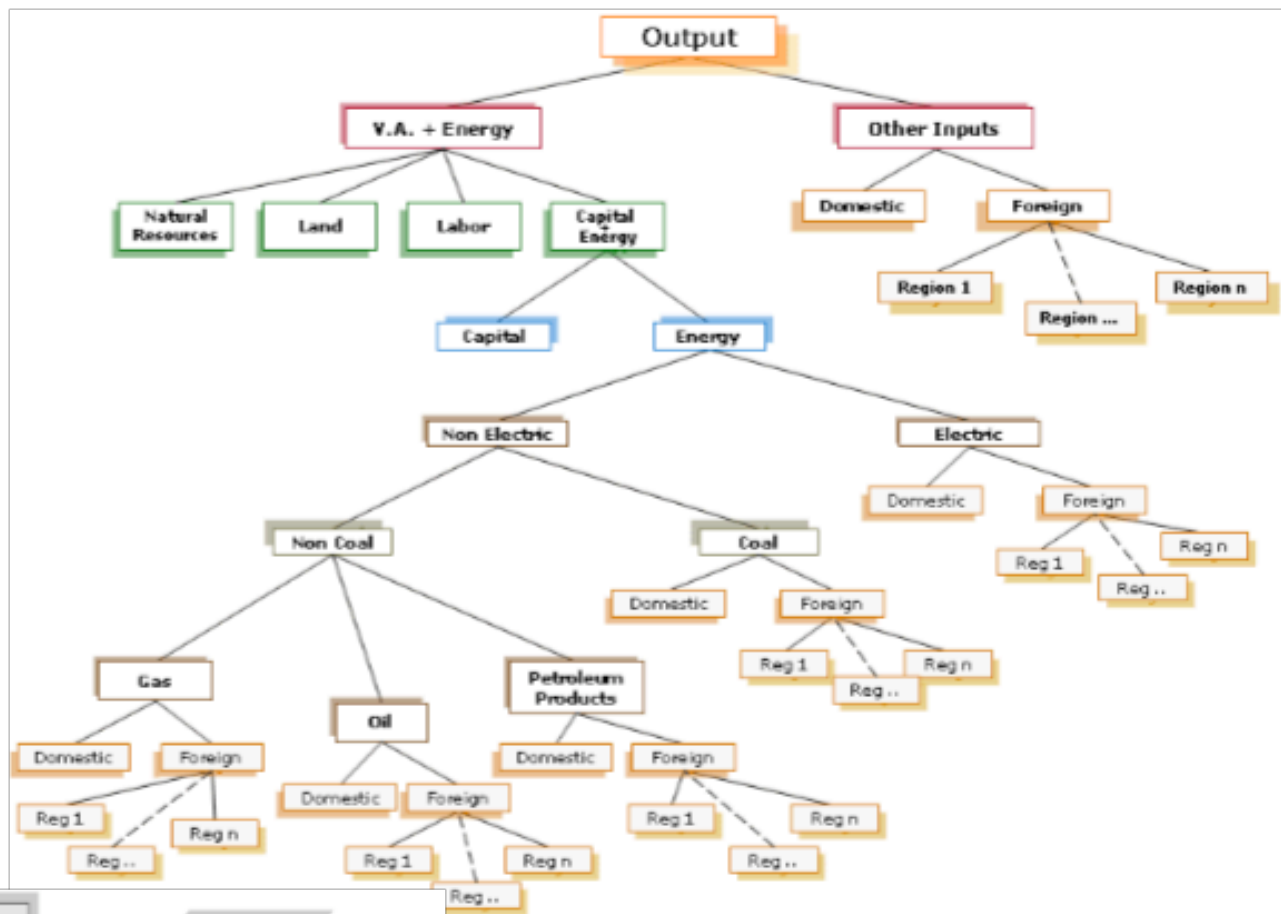 Output
V.A. + Energy
Other Inputs
Natural
Resources
Land
Labor
Capital
+
Energy
Domestic
Foreign
Region 1
Region ...
Region n
Capital
Energy
Non Electric
Electric
Domestic
Foreign
Reg 1
Reg ..
Reg n
Non Coal
Coal
Domestic
Foreign
Reg 1
Reg ..
Reg n
Gas
Oil
Petroleum
Products
Domestic
Foreign
Reg 1
Reg ..
Reg n
Domestic
Foreign
Reg 1
Reg ..
Reg n
Domestic
Foreign
Reg 1
Reg ..
Reg n